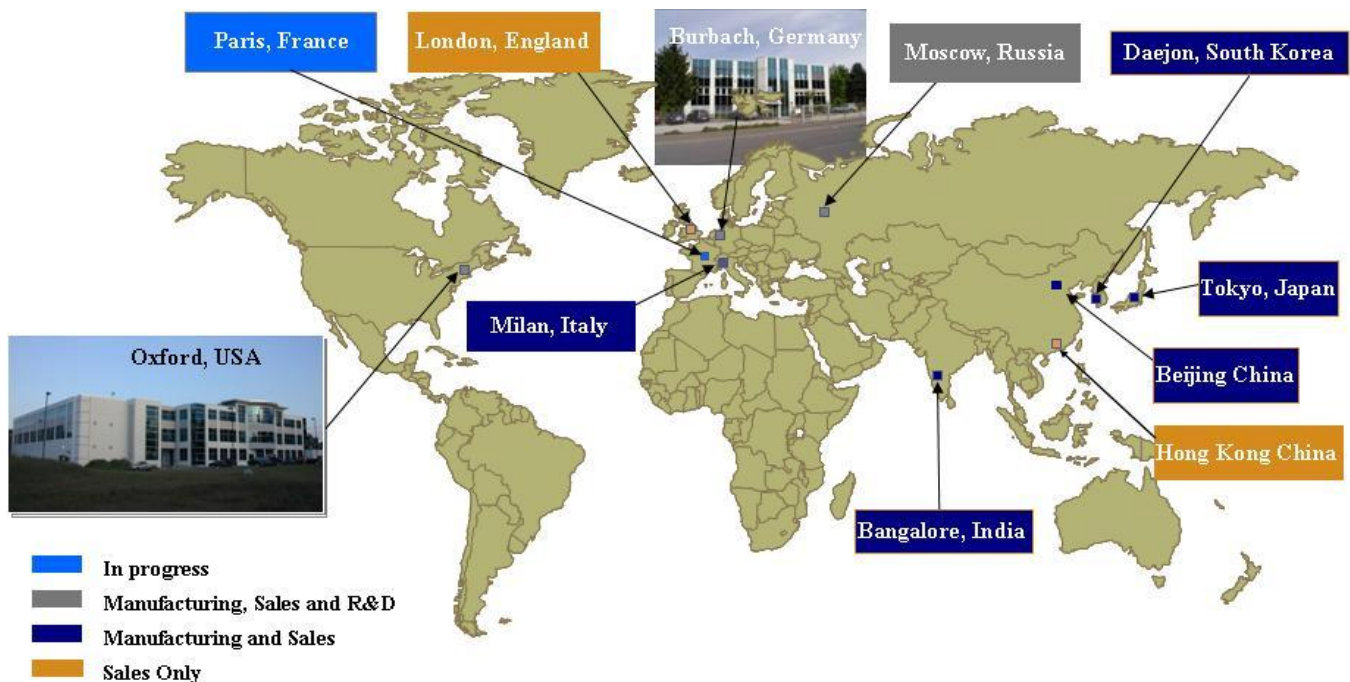 Paris, France
London, England
Burbach, Germany
Moscow, Russia
Daejon, South Korea
Tokyo, Japan
Milan, Italy
Oxford, USA
Beijing China
Hong Kong China
Bangalore, India
In progress
Manufacturing, Sales and R&D
Manufacturing and Sales
Sales Only